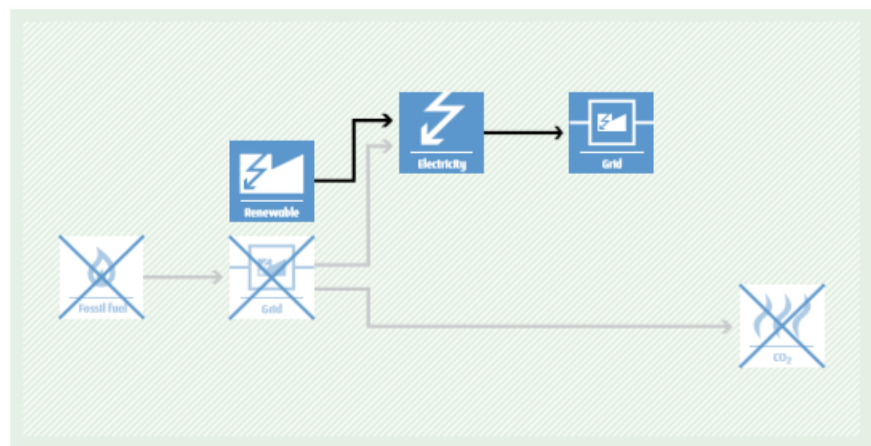 Electricity
Grid
Renewable
Fossil fuel
Grid
CO₂